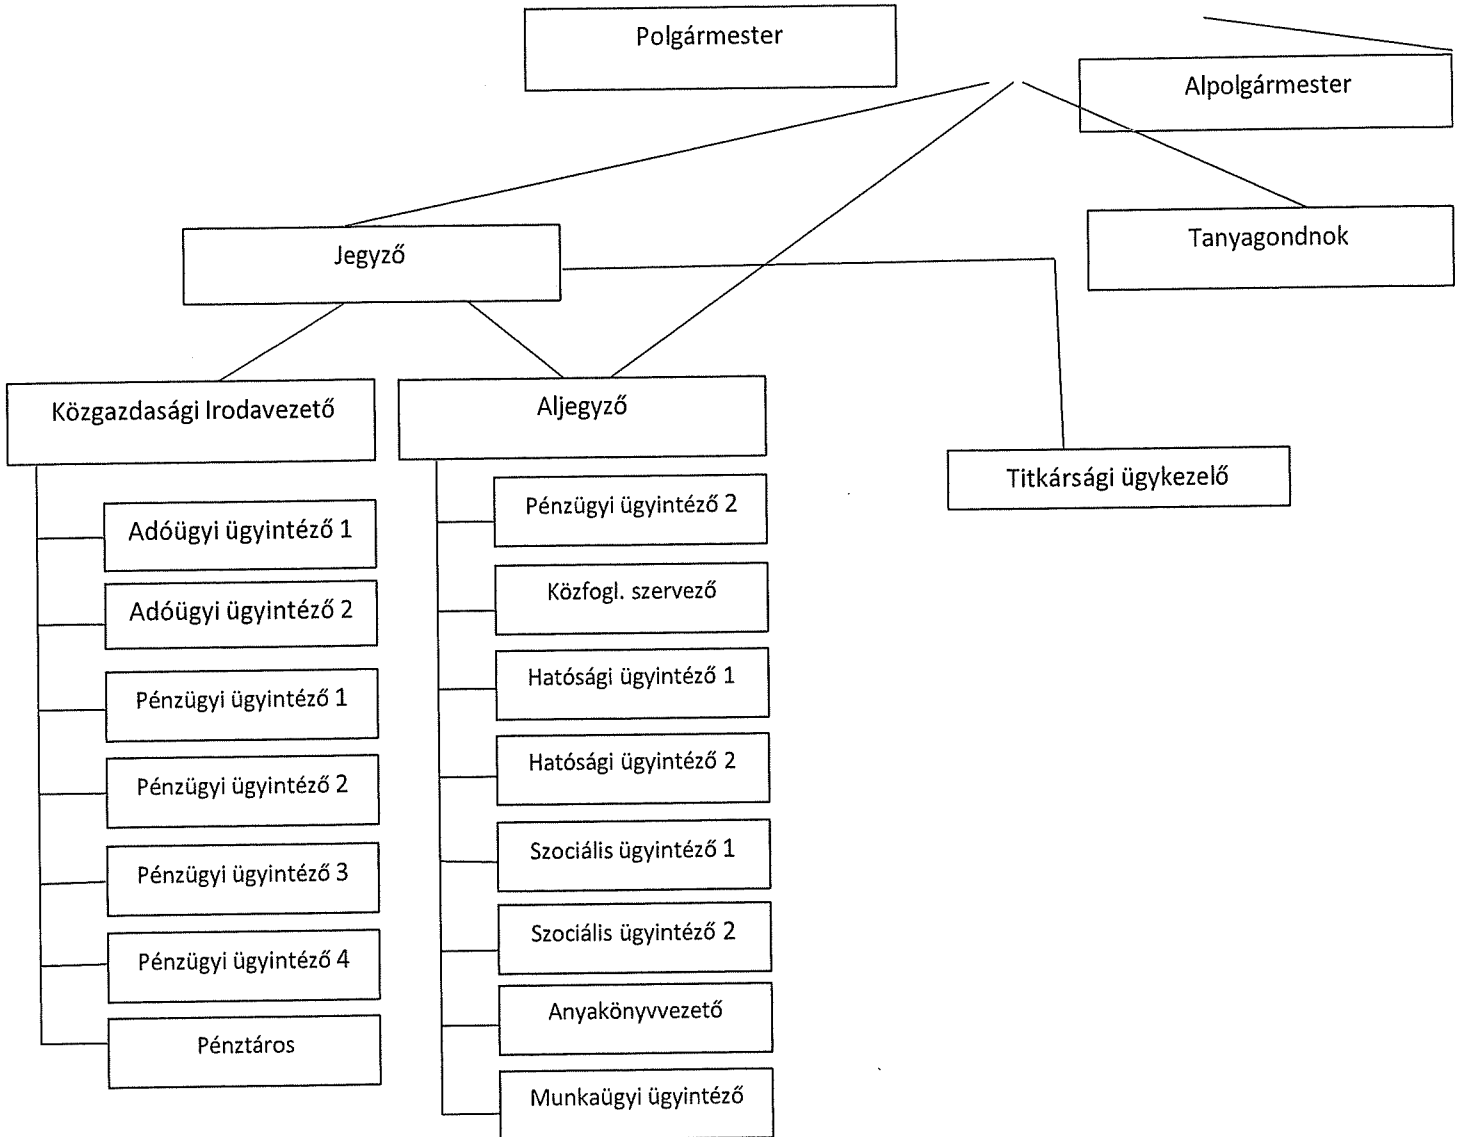 Polgármester
Alpolgármester
Jegyző
Tanyagondnok
Közgazdasági Irodavezető
Aljegyző
Titkársági ügykezelő
Adóügyi ügyintéző 1
Adóügyi ügyintéző 2
Pénzügyi ügyintéző 1
Pénzügyi ügyintéző 2
Pénzügyi ügyintéző 3
Pénzügyi ügyintéző 4
Pénztáros
Pénzügyi ügyintéző 2
Közfogl. szervező
Hatósági ügyintéző 1
Hatósági ügyintéző 2
Szociális ügyintéző 1
Szociális ügyintéző 2
Anyakönyvvezető
Munkaügyi ügyintéző